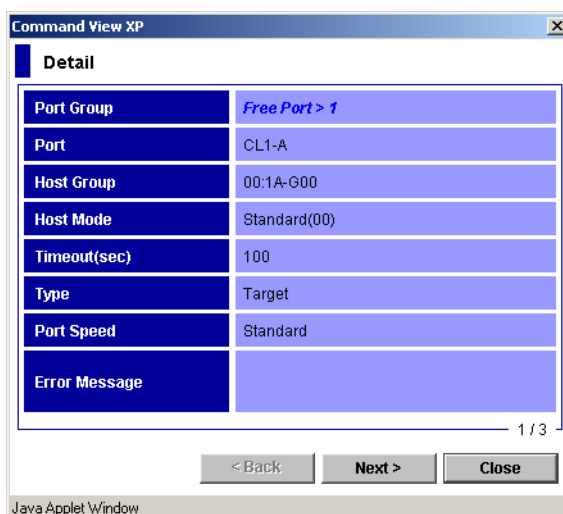 Command View XP
Detail
Port Group Free Port > 1
Port CL1-A
Host Group 00:1A-G00
Host Mode Standard(00)
Timeout(sec) 100
Type Target
Port Speed Standard
Error Message
1 / 3
< Back Next > Close
Java Applet Window